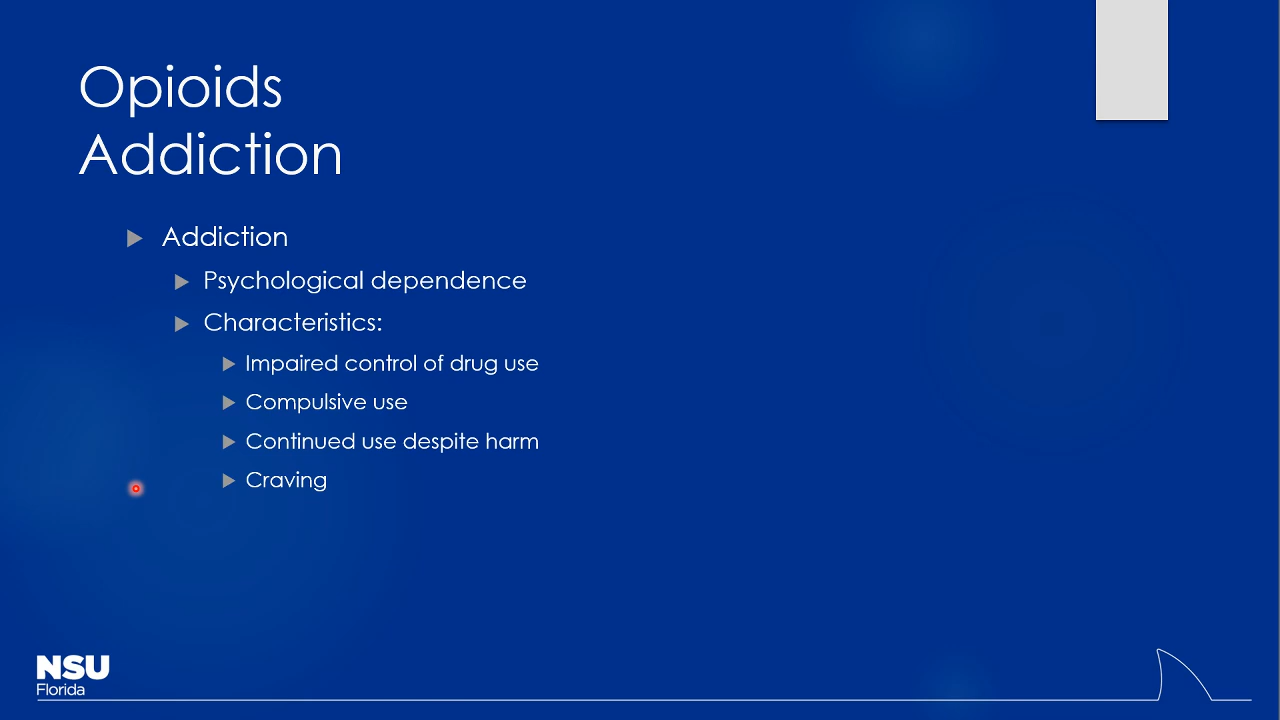 Opioids
Addiction
Addiction
Psychological dependence
Characteristics:
Impaired control of drug use
Compulsive use
Continued use despite harm
Craving
NSU
Florida